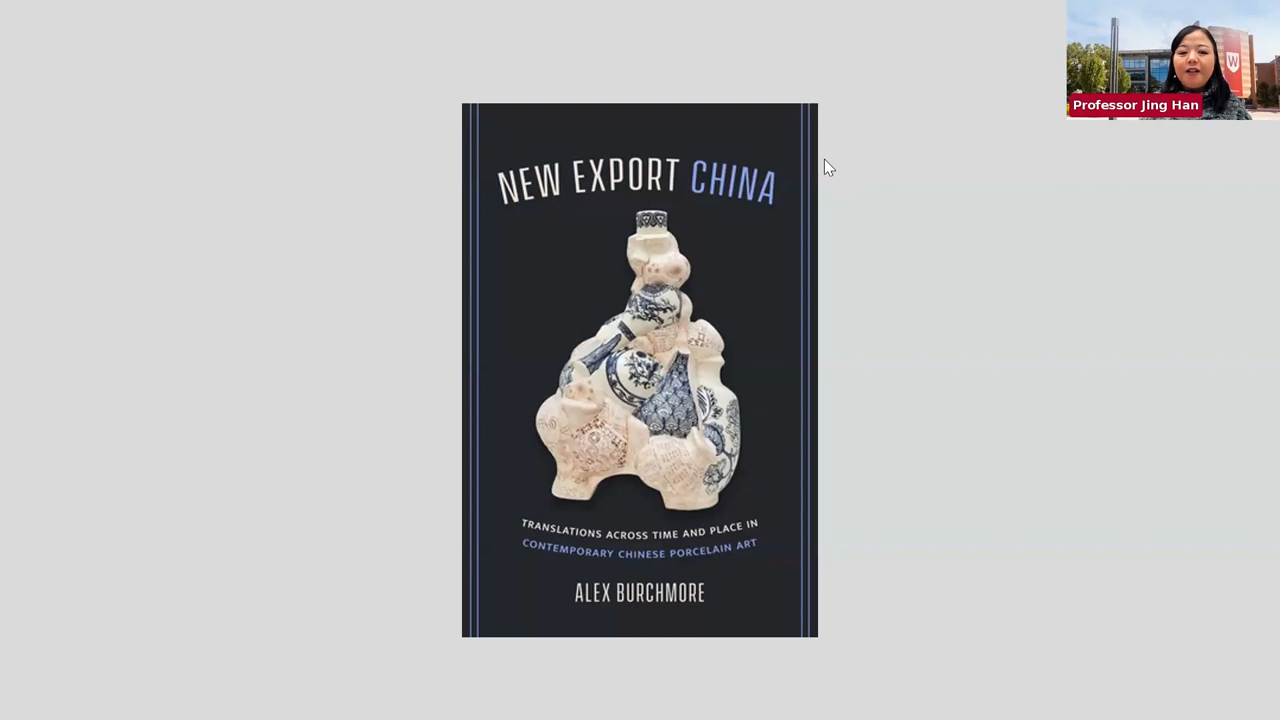 Professor Jing Han
W
NEW EXPORT CHINA
TRANSLATIONS ACROSS TIME AND PLACE IN
CONTEMPORARY CHINESE PORCELAIN ART
ALEX BURCHMORE